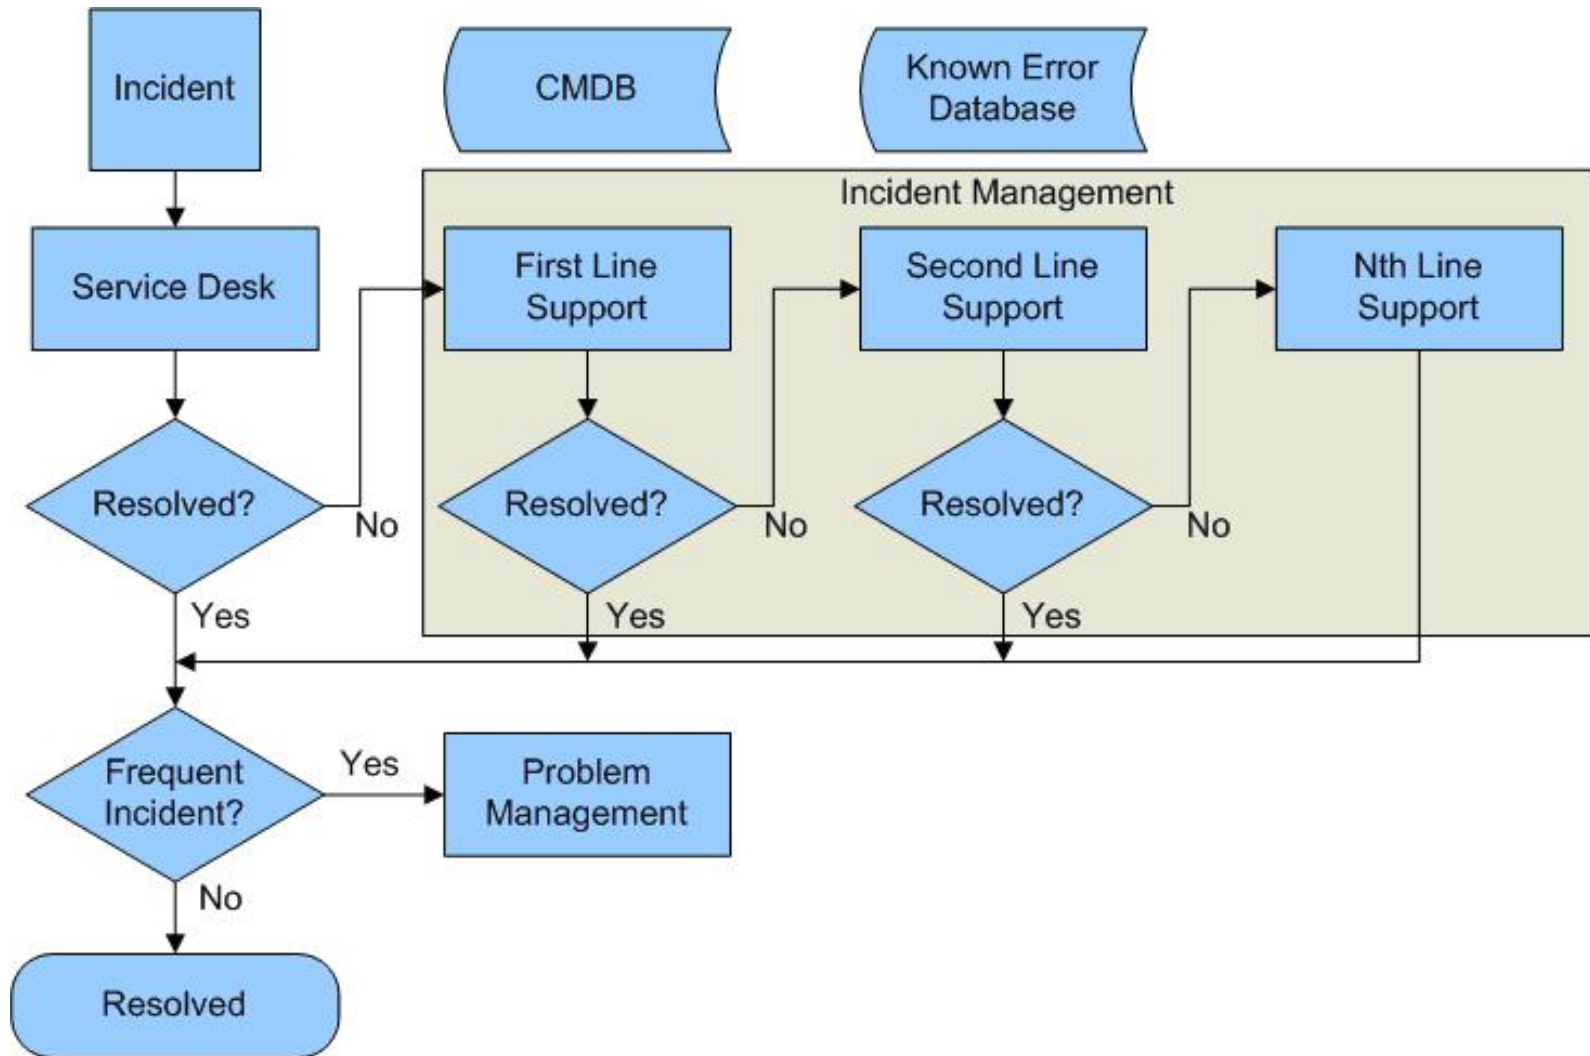 Incident
CMDB
Known Error
Database
Incident Management
Service Desk
First Line
Support
Second Line
Support
Nth Line
Support
Resolved?
No
Resolved?
No
Resolved?
No
Yes
Yes
Yes
Frequent
Incident?
Yes
Problem
Management
No
Resolved